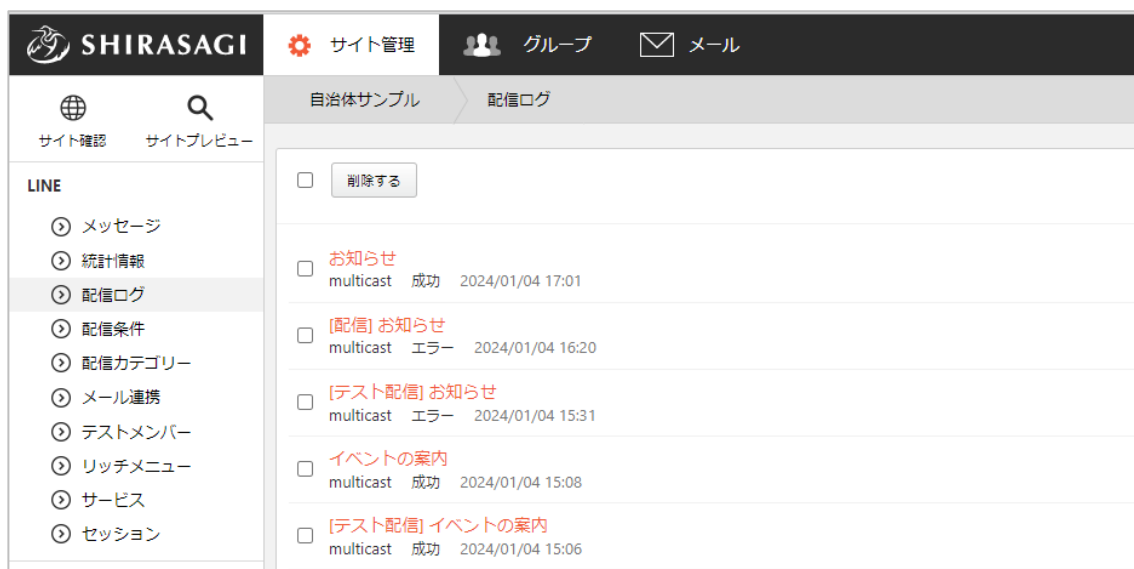 SHIRASAGI
サイト管理 グループ メール
サイト確認 サイトプレビュー
自治体サンプル 配信ログ
LINE
メッセージ
統計情報
配信ログ
配信条件
配信カテゴリー
メール連携
テストメンバー
リッチメニュー
サービス
セッション
削除する
お知らせ
multicast 成功 2024/01/04 17:01
[配信] お知らせ
multicast エラー 2024/01/04 16:20
[テスト配信] お知らせ
multicast エラー 2024/01/04 15:31
イベントの案内
multicast 成功 2024/01/04 15:08
[テスト配信] イベントの案内
multicast 成功 2024/01/04 15:06